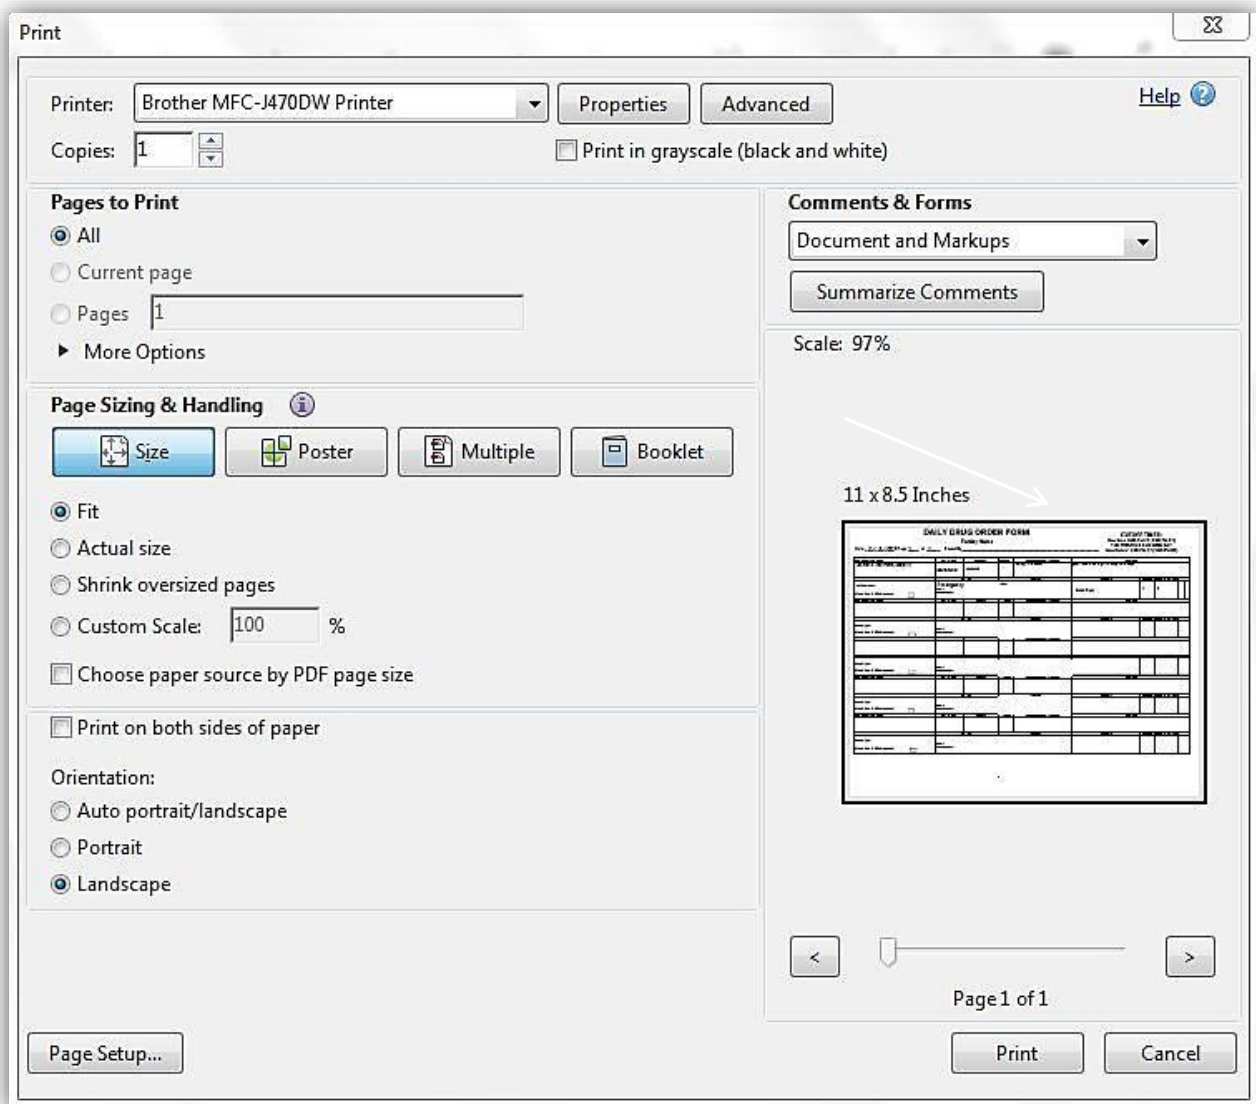 Print
Printer: Brother MFC-J470DW Printer Properties Advanced Help
Copies: 1 Print in grayscale (black and white)
Pages to Print
All
Current page
Pages 1
More Options
Comments & Forms
Document and Markups
Summarize Comments
Scale: 97%
Page Sizing & Handling
Size Poster Multiple Booklet
Fit
Actual size
Shrink oversized pages
Custom Scale: 100 %
Choose paper source by PDF page size
11 x 8.5 Inches
DAILY DRUG ORDER FORM
Print on both sides of paper
Orientation:
Auto portrait/landscape
Portrait
Landscape
< >
Page 1 of 1
Page Setup... Print Cancel